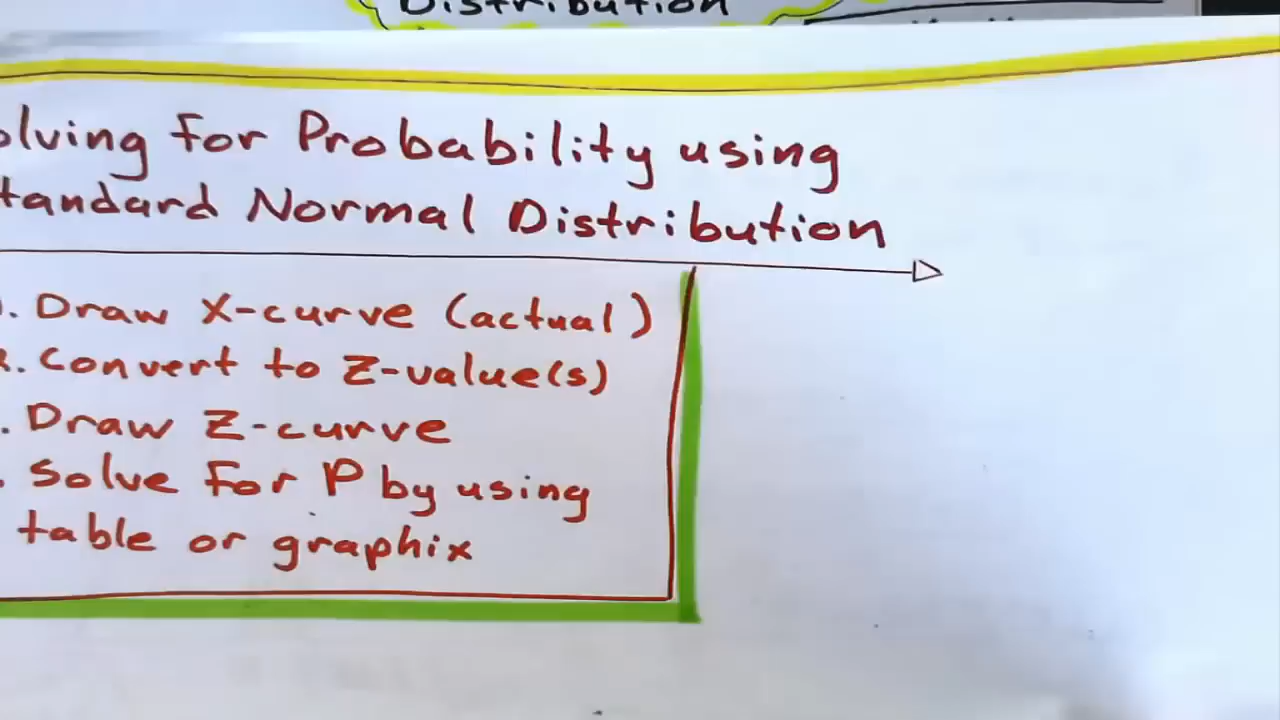 Distribution
olving for Probability using
tandard Normal Distribution
. Draw X-curve (actual)
. Convert to Z-value(s)
. Draw Z-curve
. Solve for P by using
table or graphix